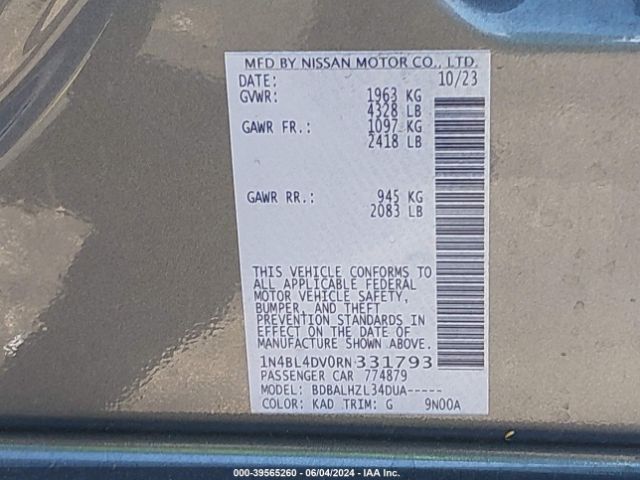 MFD BY NISSAN MOTOR CO., LTD.
DATE: 10/23
GVWR: 1963 KG
4328 LB
GAWR FR.: 1097 KG
2418 LB
GAWR RR.: 945 KG
2083 LB
THIS VEHICLE CONFORMS TO
ALL APPLICABLE FEDERAL
MOTOR VEHICLE SAFETY,
BUMPER, AND THEFT
PREVENTION STANDARDS IN
EFFECT ON THE DATE OF
MANUFACTURE SHOWN ABOVE.
1N4BL4DV0RN331793
PASSENGER CAR 774879
MODEL: BDBALHZL34DUA-----
COLOR: KAD TRIM: G 9N00A
000-39565260 - 06/04/2024 - IAA Inc.